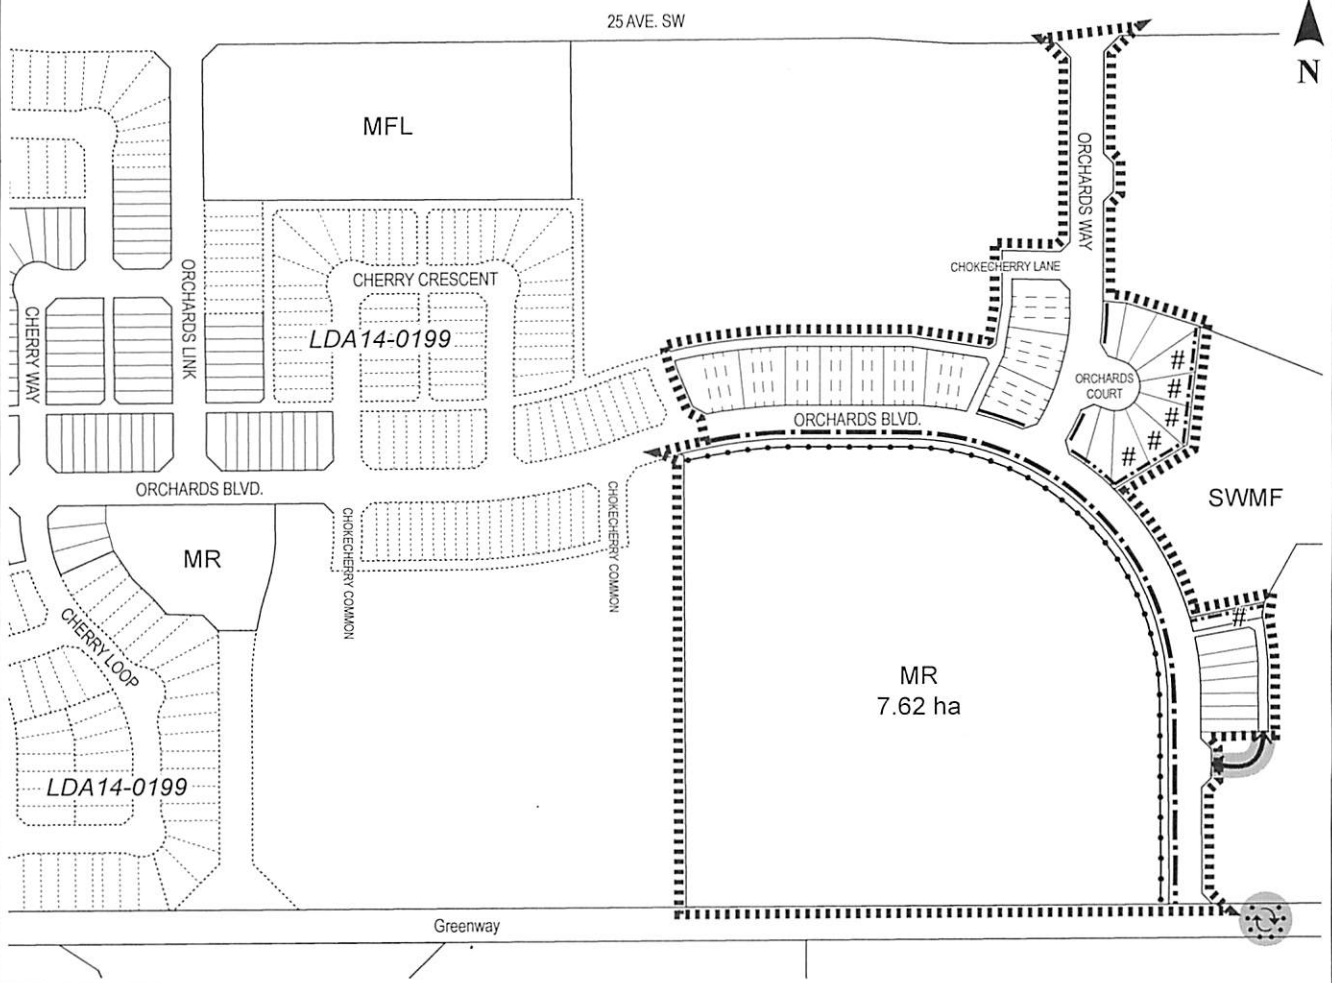 25 AVE. SW
N
MFL
ORCHARDS WAY
CHOKECHERRY LANE
CHERRY CRESCENT
ORCHARDS LINK
CHERRY WAY
LDA14-0199
#
ORCHARDS
COURT
#
#
#
#
ORCHARDS BLVD.
ORCHARDS BLVD.
SWMF
CHOKECHERRY COMMON
CHOKECHERRY COMMON
MR
CHERRY LOOP
#
MR
7.62 ha
LDA14-0199
Greenway